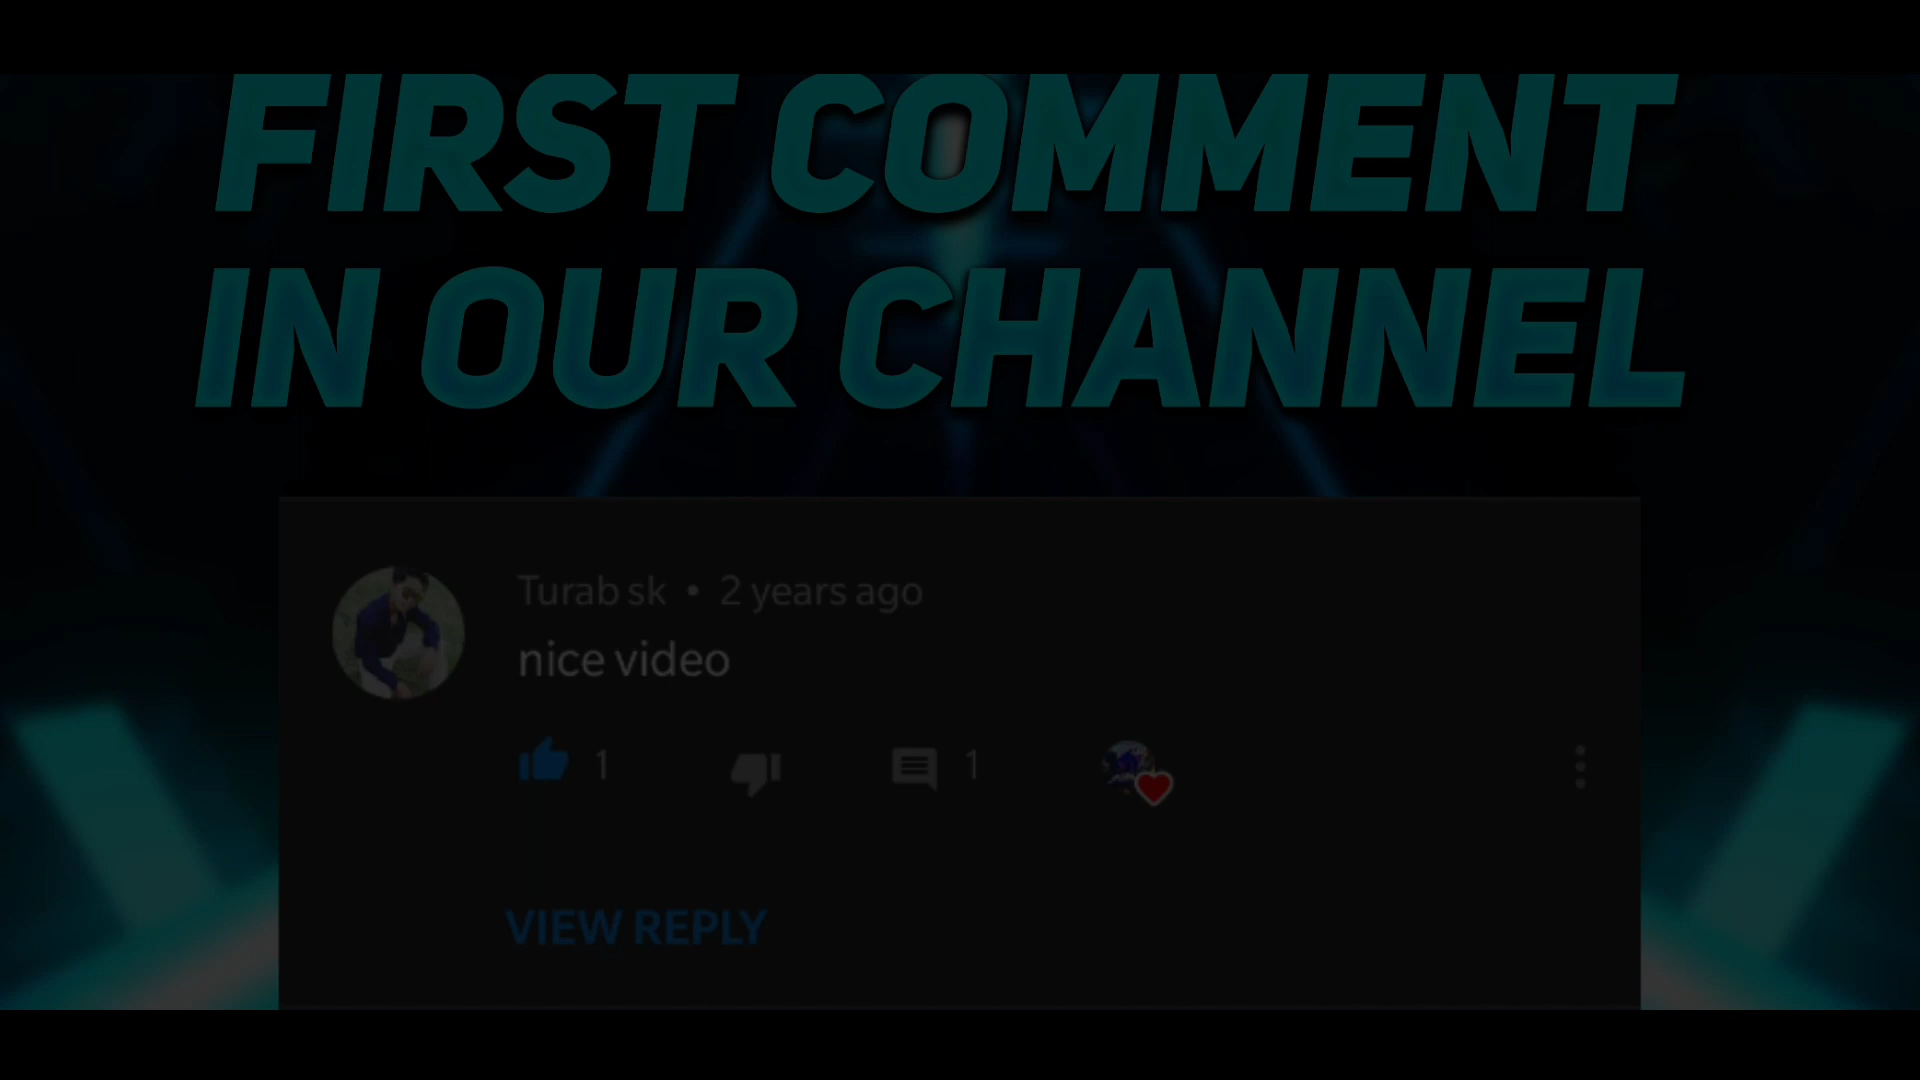 FIRST COMMENT
IN OUR CHANNEL
Turab sk • 2 years ago
nice video
1
1
VIEW REPLY